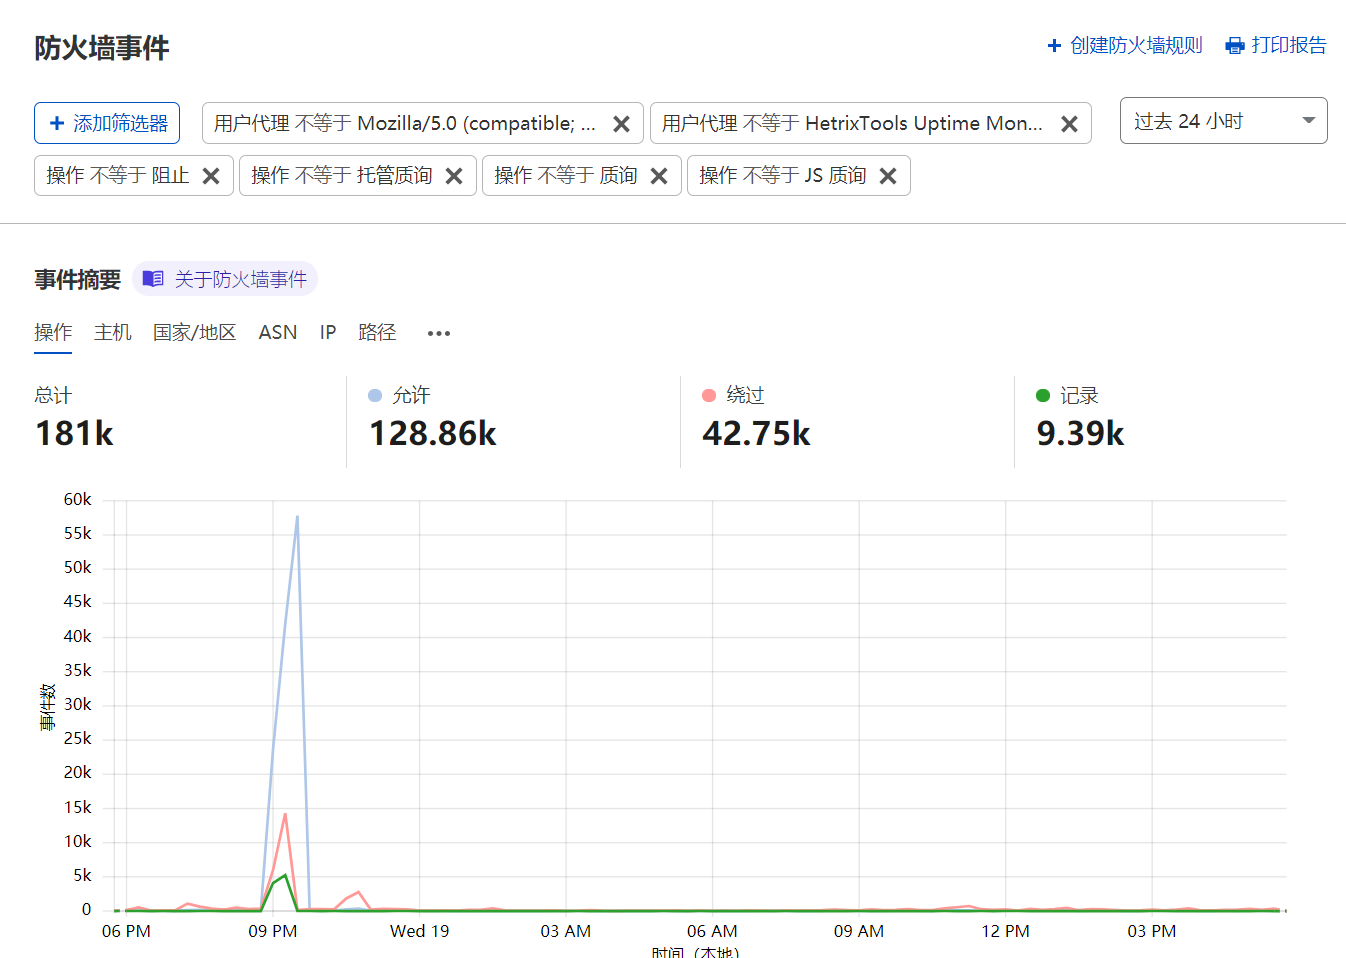 防火墙事件
创建防火墙规则 打印报告
添加筛选器 用户代理 不等于 Mozilla/5.0 (compatible; ... 用户代理 不等于 HetrixTools Uptime Mon... 过去 24 小时
操作 不等于 阻止 操作 不等于 托管质询 操作 不等于 质询 操作 不等于 JS 质询
事件摘要 关于防火墙事件
操作 主机 国家/地区 ASN IP 路径
总计 允许 绕过 记录
181k 128.86k 42.75k 9.39k
60k
55k
50k
45k
40k
35k
30k
25k
20k
15k
10k
5k
0
事件数
06 PM 09 PM Wed 19 03 AM 06 AM 09 AM 12 PM 03 PM
时间（本地）